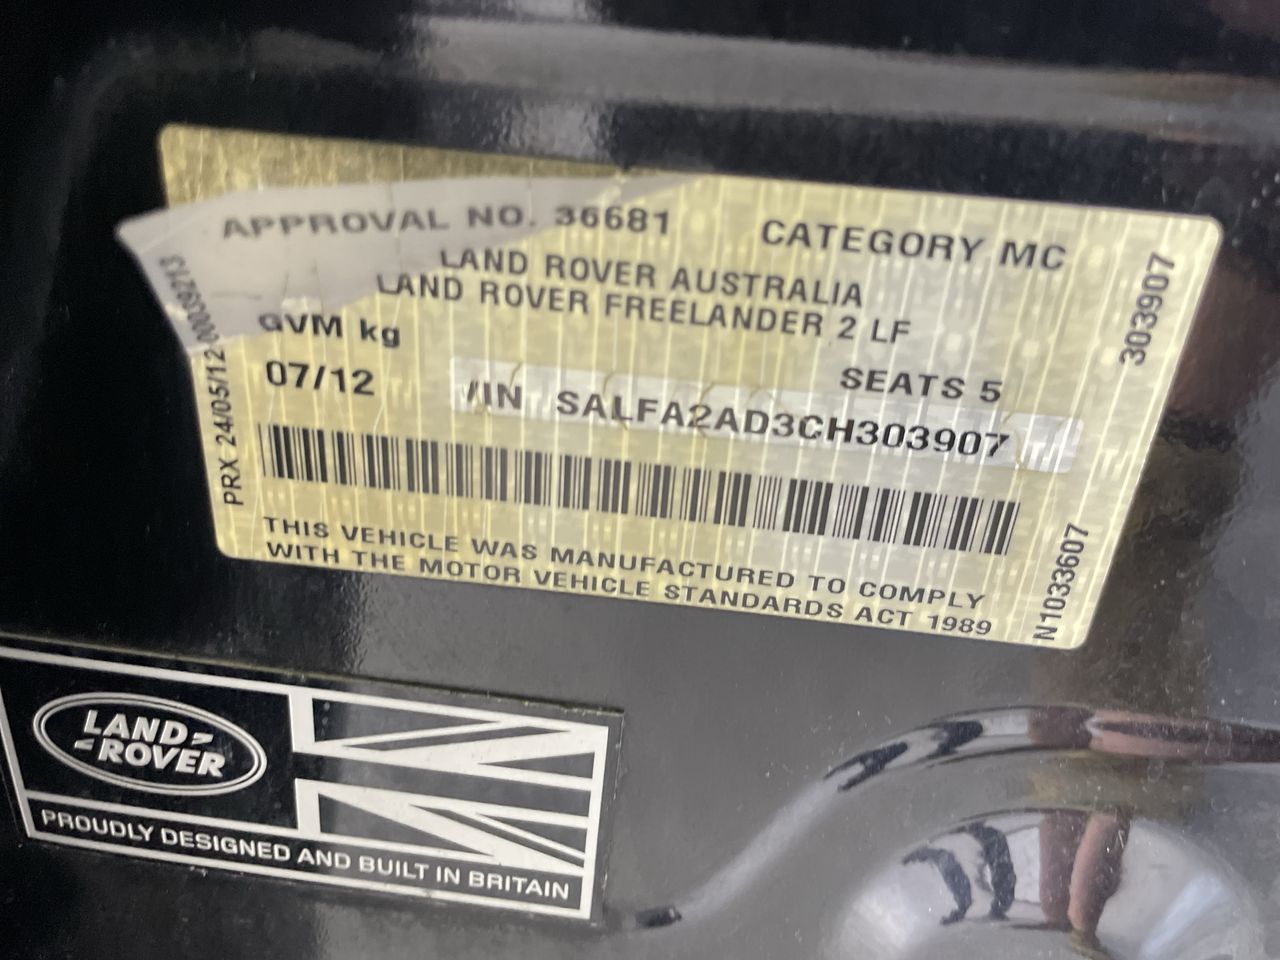 APPROVAL NO. 36681
CATEGORY MC
LAND ROVER AUSTRALIA
LAND ROVER FREELANDER 2 LF
GVM kg
07/12
SEATS 5
/IN SALFA2AD3CH303907
THIS VEHICLE WAS MANUFACTURED TO COMPLY
WITH THE MOTOR VEHICLE STANDARDS ACT 1989
PRX 24/05/12 000039213
303907
N1033607
LAND
ROVER
PROUDLY DESIGNED AND BUILT IN BRITAIN